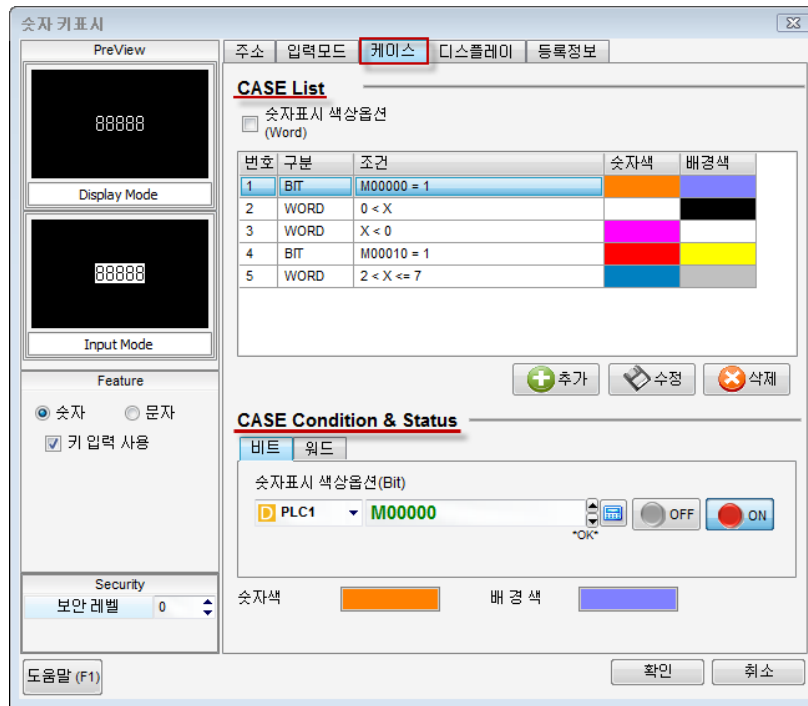 숫자 키표시
PreView
88888
Display Mode
88888
Input Mode
Feature
숫자 문자
키 입력 사용
Security
보안 레벨 0
도움말 (F1)
주소 입력모드 케이스 디스플레이 등록정보
CASE List
숫자표시 색상옵션
(Word)
번호 구분 조건 숫자색 배경색
1 BIT M00000 = 1
2 WORD 0 < X
3 WORD X < 0
4 BIT M00010 = 1
5 WORD 2 < X <= 7
추가 수정 삭제
CASE Condition & Status
비트 워드
숫자표시 색상옵션(Bit)
D PLC1 M00000 OFF ON
*OK*
숫자색 배 경 색
확인 취소